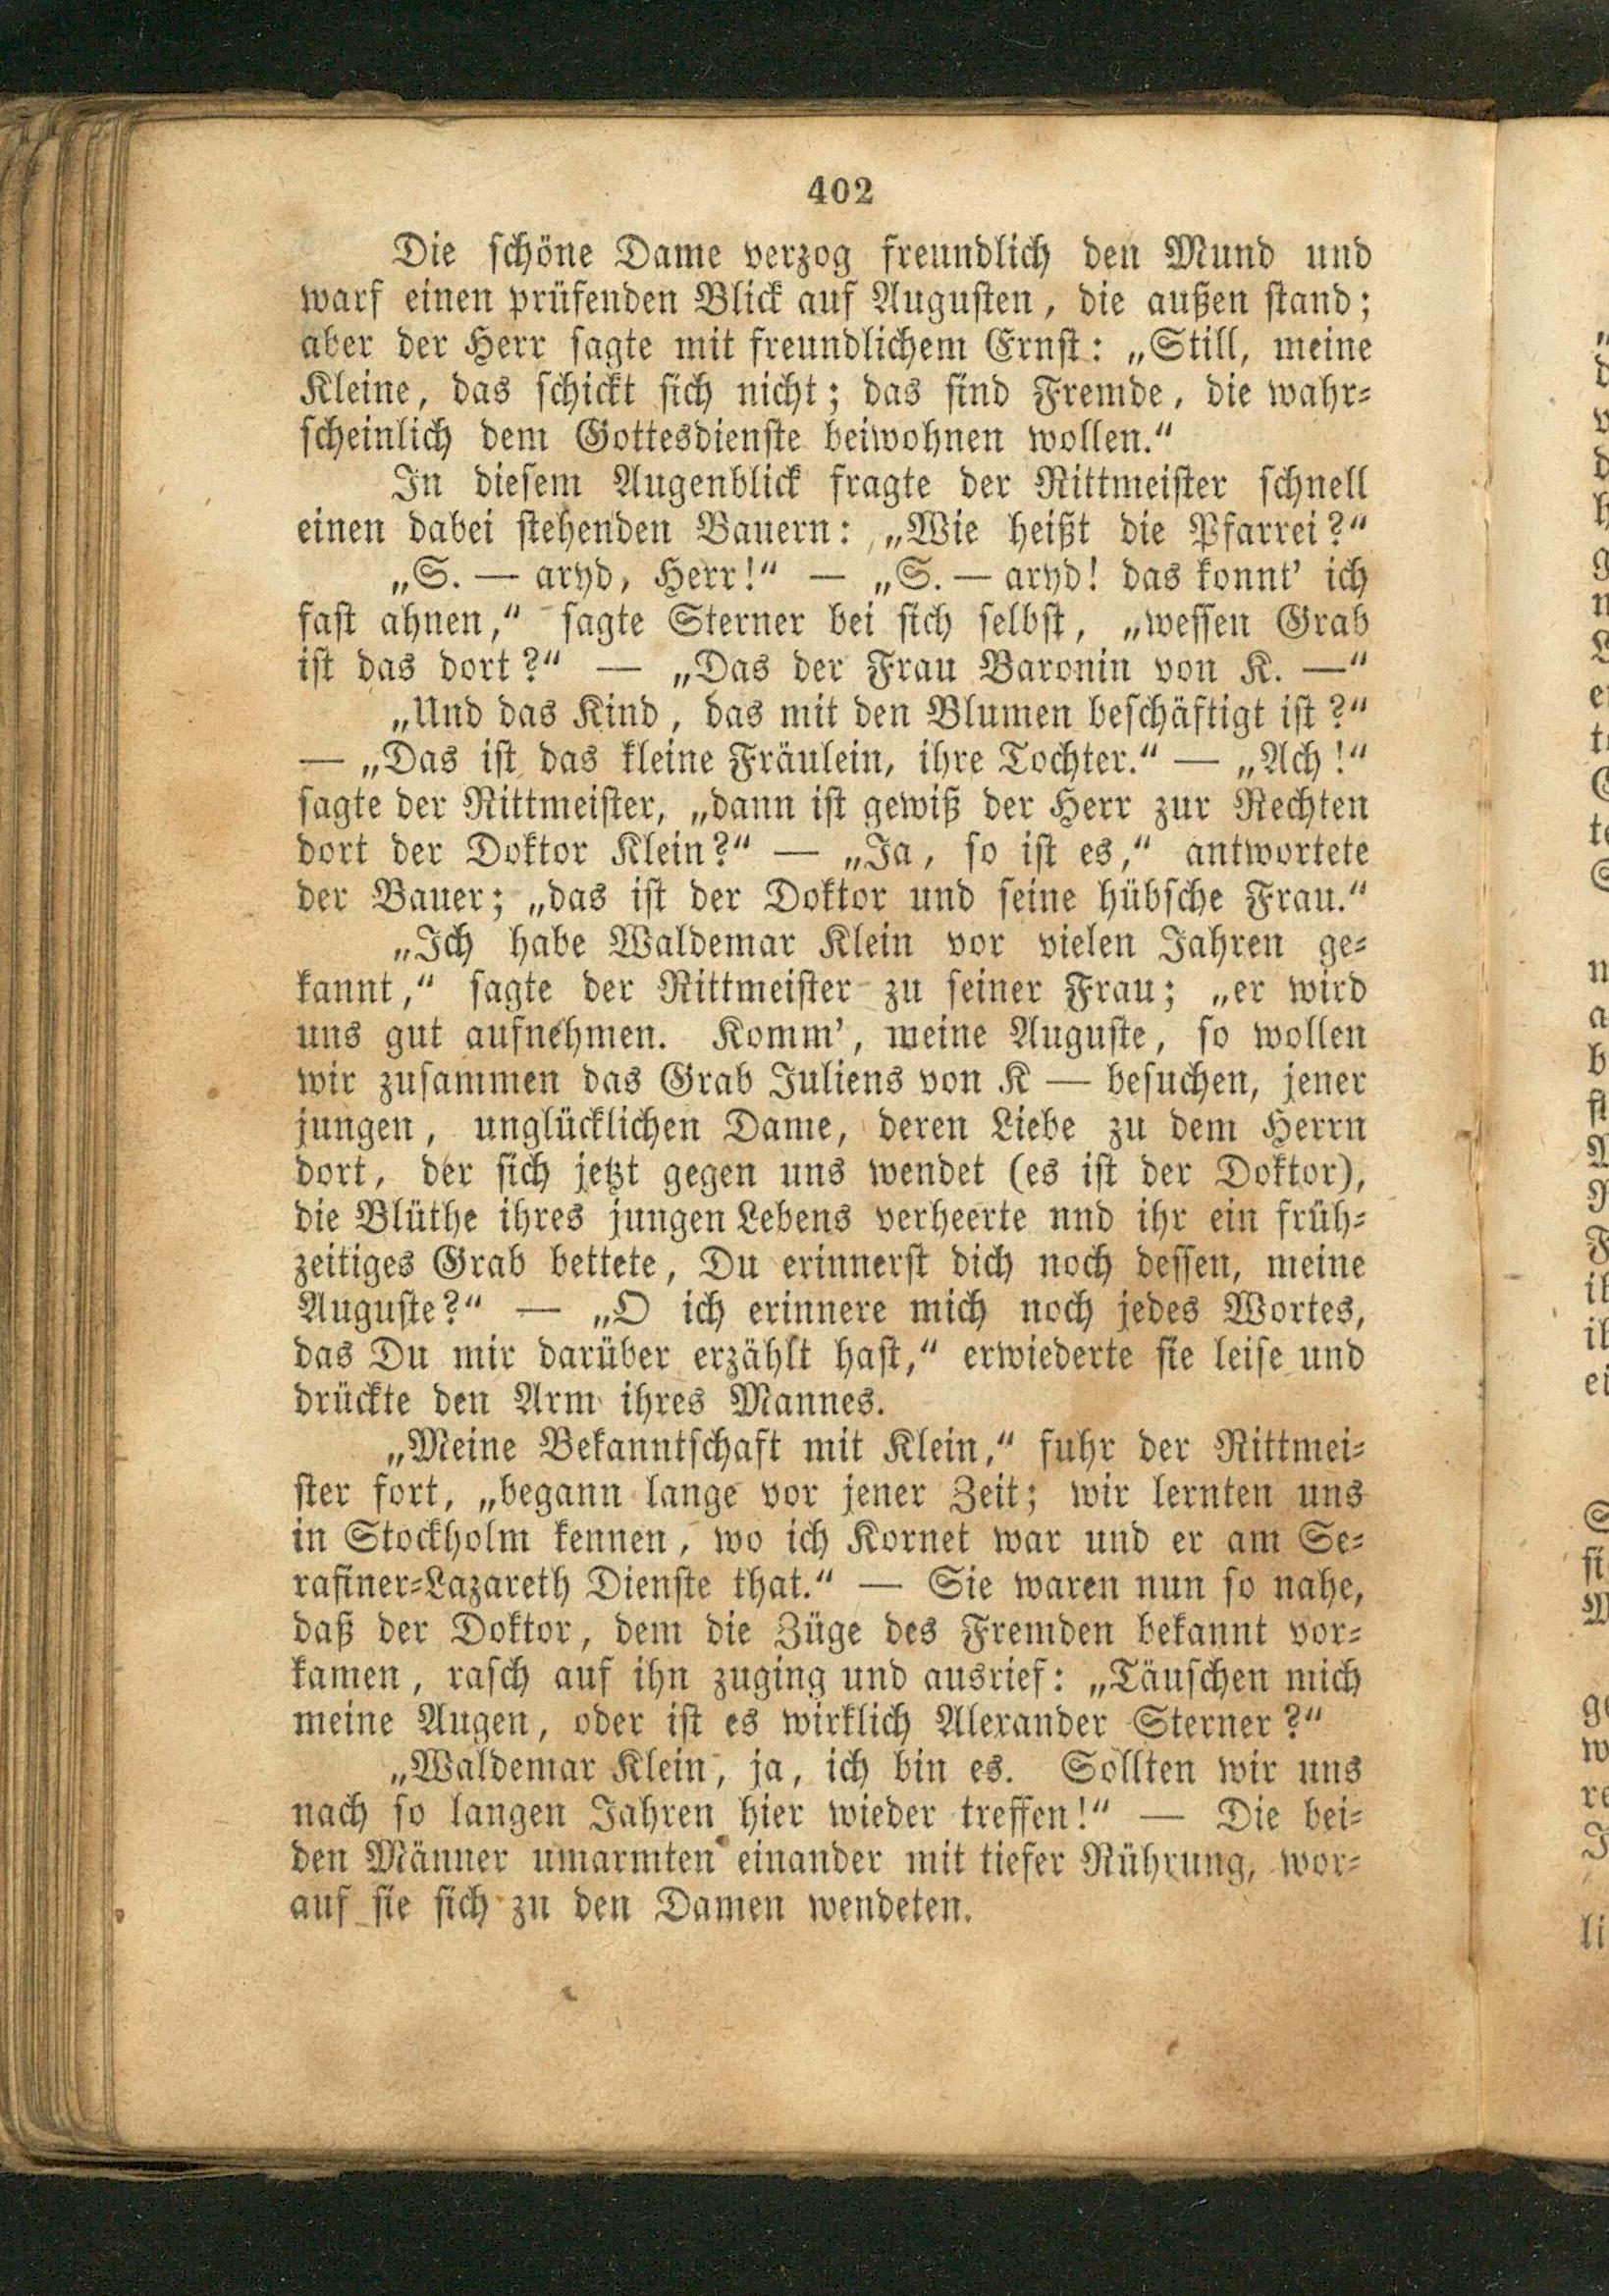 402
Die schöne Dame verzog freundlich den Mund und
warf einen prüfenden Blick auf Augusten, die außen stand;
aber der Herr sagte mit freundlichem Ernst: „Still, meine
Kleine, das schickt sich nicht; das sind Fremde, die wahr-
scheinlich dem Gottesdienste beiwohnen wollen.“
In diesem Augenblick fragte der Rittmeister schnell
einen dabei stehenden Bauern: „Wie heißt die Pfarrei?“
„S. — aryd, Herr!“ — „S. — aryd! das konnt' ich
fast ahnen,“ sagte Sterner bei sich selbst, „wessen Grab
ist das dort?“ — „Das der Frau Baronin von K. —“
„Und das Kind, das mit den Blumen beschäftigt ist?“
— „Das ist das kleine Fräulein, ihre Tochter.“ — „Ach!“
sagte der Rittmeister, „dann ist gewiß der Herr zur Rechten
dort der Doktor Klein?“ — „Ja, so ist es,“ antwortete
der Bauer; „das ist der Doktor und seine hübsche Frau.“
„Ich habe Waldemar Klein vor vielen Jahren ge-
kannt,“ sagte der Rittmeister zu seiner Frau; „er wird
uns gut aufnehmen. Komm', meine Auguste, so wollen
wir zusammen das Grab Juliens von K — besuchen, jener
jungen, unglücklichen Dame, deren Liebe zu dem Herrn
dort, der sich jetzt gegen uns wendet (es ist der Doktor),
die Blüthe ihres jungen Lebens verheerte nnd ihr ein früh-
zeitiges Grab bettete, Du erinnerst dich noch dessen, meine
Auguste?“ — „O ich erinnere mich noch jedes Wortes,
das Du mir darüber erzählt hast,“ erwiederte sie leise und
drückte den Arm ihres Mannes.
„Meine Bekanntschaft mit Klein,“ fuhr der Rittmei-
ster fort, „begann lange vor jener Zeit; wir lernten uns
in Stockholm kennen, wo ich Kornet war und er am Se-
rafiner-Lazareth Dienste that.“ — Sie waren nun so nahe,
daß der Doktor, dem die Züge des Fremden bekannt vor-
kamen, rasch auf ihn zuging und ausrief: „Täuschen mich
meine Augen, oder ist es wirklich Alexander Sterner?“
„Waldemar Klein, ja, ich bin es. Sollten wir uns
nach so langen Jahren hier wieder treffen!“ — Die bei-
den Männer umarmten einander mit tiefer Rührung, wor-
auf sie sich zu den Damen wendeten.